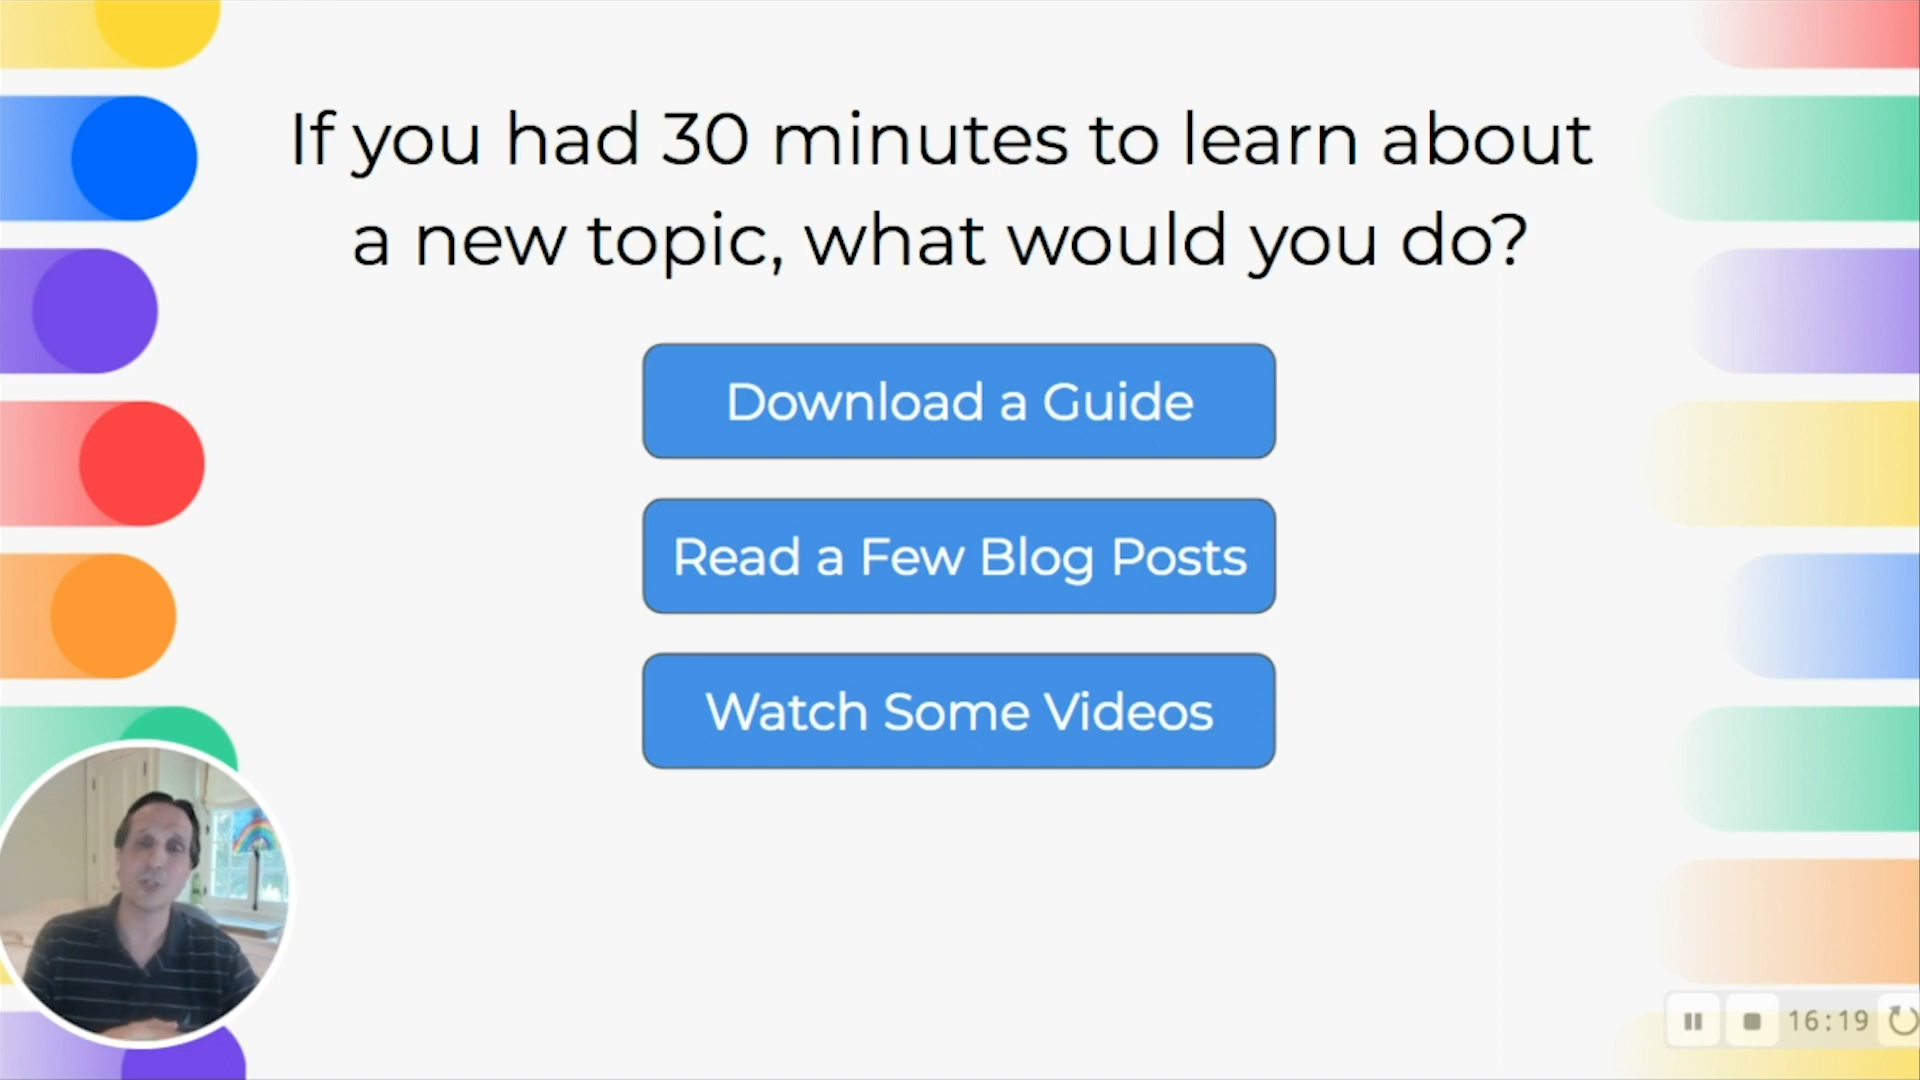 If you had 30 minutes to learn about
a new topic, what would you do?
Download a Guide
Read a Few Blog Posts
Watch Some Videos
16:19